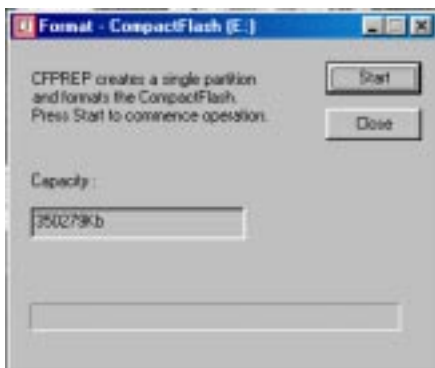 Format - CompactFlash (E:)
CFPREP creates a single partition
and formats the CompactFlash.
Press Start to commence operation.
Start
Close
Capacity :
350279Kb